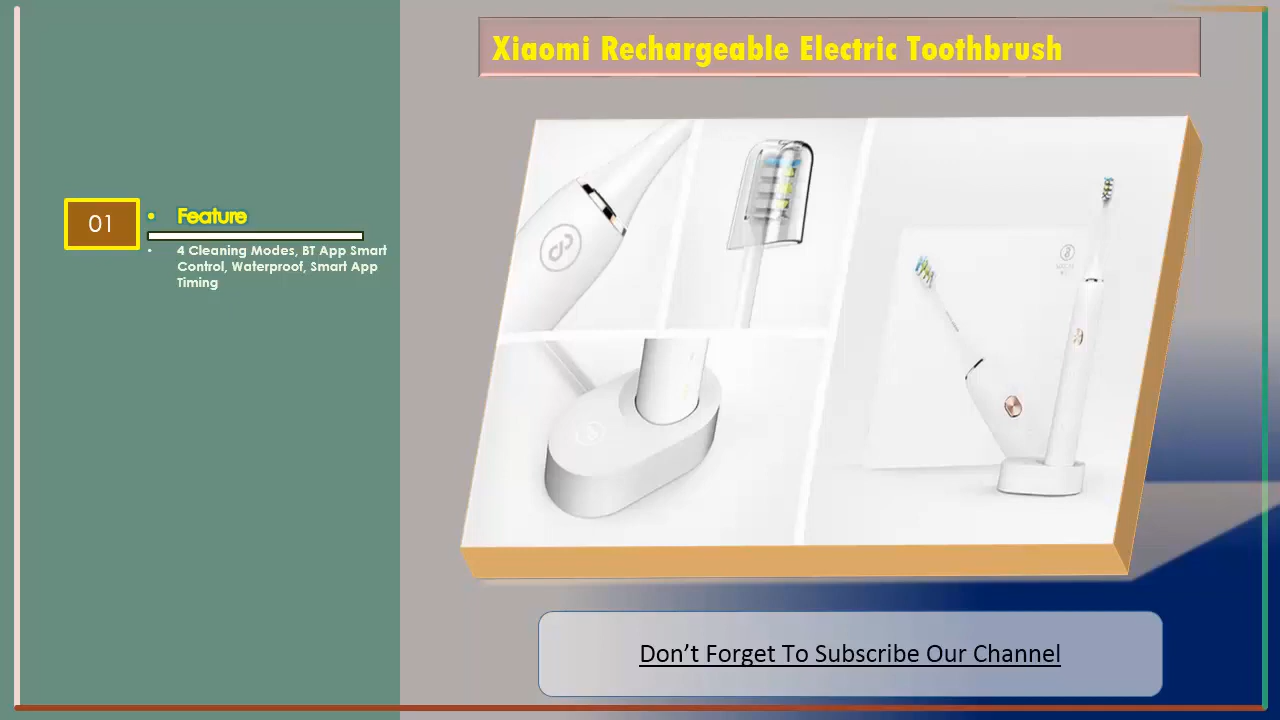 Xiaomi Rechargeable Electric Toothbrush
01
• Feature
• 4 Cleaning Modes, BT App Smart
Control, Waterproof, Smart App
Timing
Don’t Forget To Subscribe Our Channel